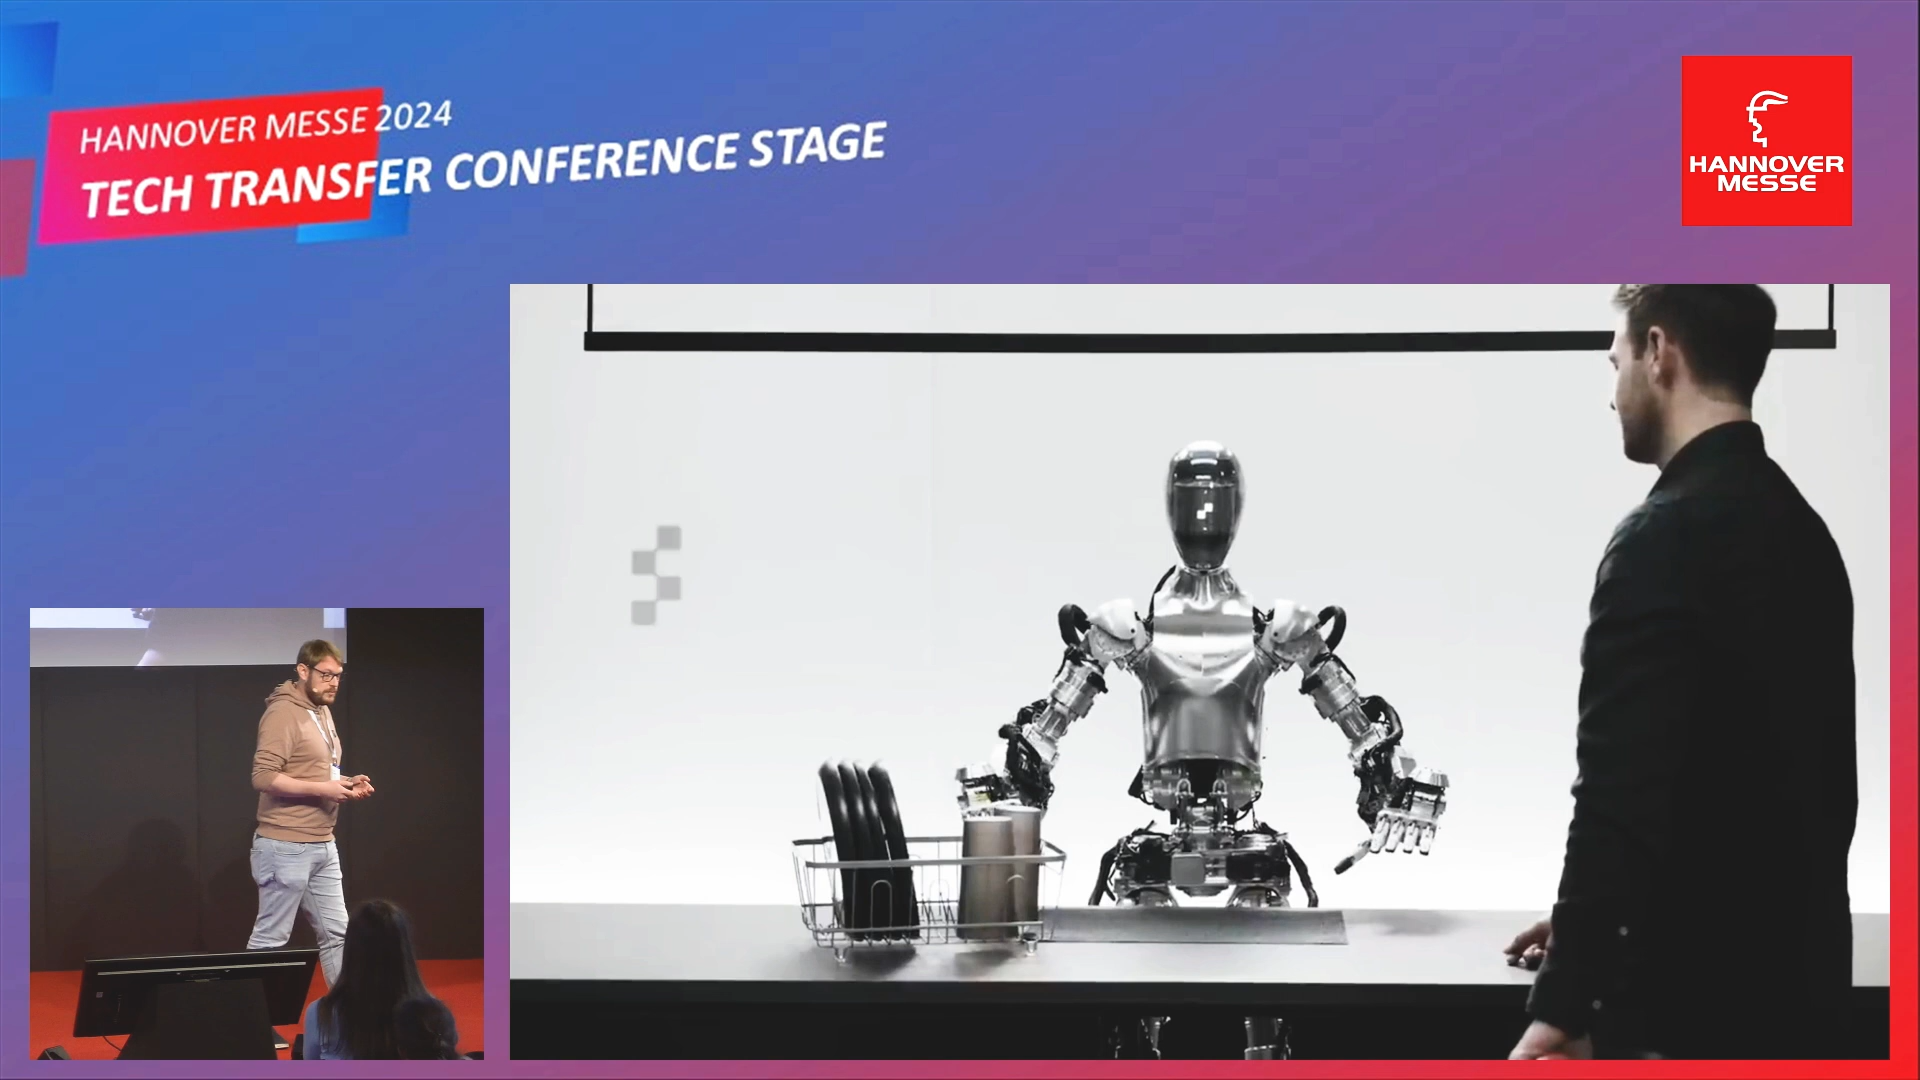 HANNOVER MESSE 2024
TECH TRANSFER CONFERENCE STAGE
HANNOVER
MESSE